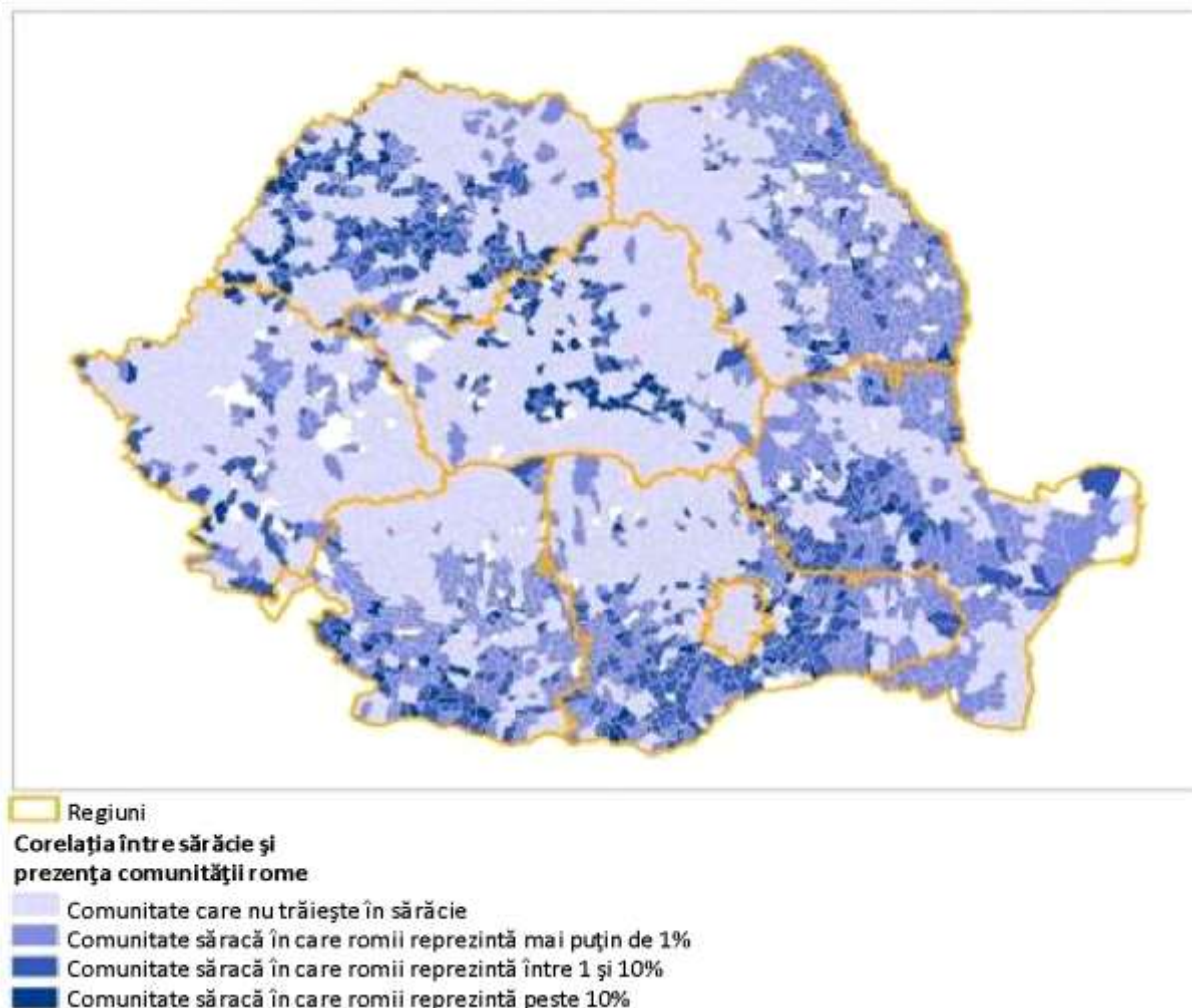 Regiuni
Corelația între sărăcie și
prezența comunității rome
Comunitate care nu trăiește în sărăcie
Comunitate săracă în care romii reprezintă mai puțin de 1%
Comunitate săracă în care romii reprezintă între 1 și 10%
Comunitate săracă în care romii reprezintă peste 10%